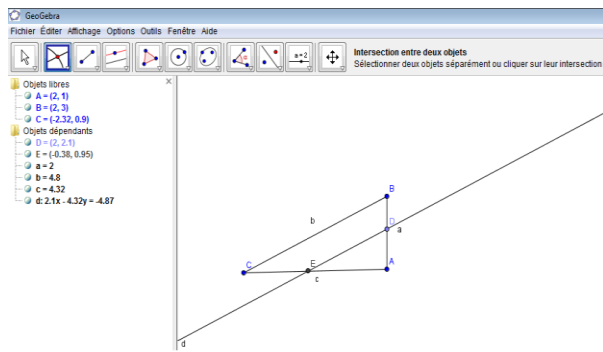 GeoGebra
Fichier Éditer Affichage Options Outils Fenêtre Aide
a=2
Intersection entre deux objets
Sélectionner deux objets séparément ou cliquer sur leur intersection
Objets libres
A = (2, 1)
B = (2, 3)
C = (-2.32, 0.9)
Objets dépendants
D = (2, 2.1)
E = (-0.38, 0.95)
a = 2
b = 4.8
c = 4.32
d: 2.1x - 4.32y = -4.87
B
b
D
a
C
E
A
c
d